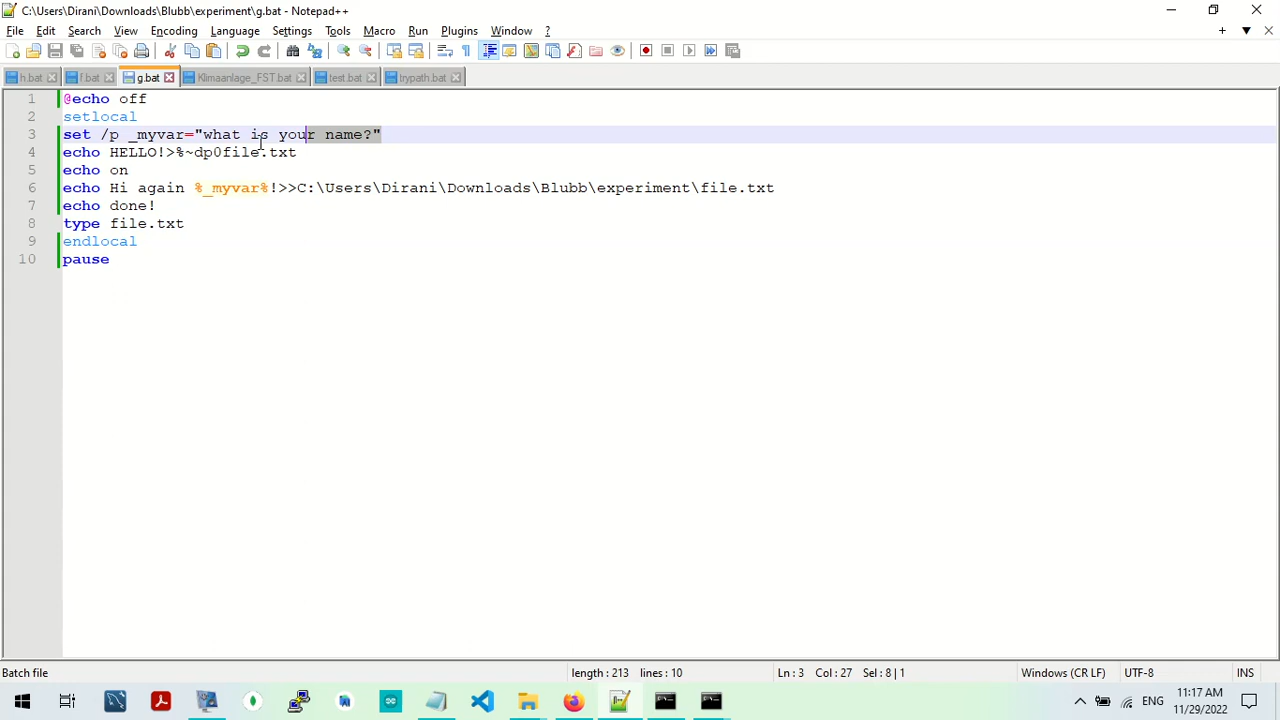 C:\Users\Dirani\Downloads\Blubb\experiment\g.bat - Notepad++
File Edit Search View Encoding Language Settings Tools Macro Run Plugins Window ?
h.bat f.bat g.bat Klimaanlage_FST.bat test.bat trypath.bat
1 @echo off
2 setlocal
3 set /p _myvar="what is your name?"
4 echo HELLO!>%~dp0file.txt
5 echo on
6 echo Hi again %_myvar%!>>C:\Users\Dirani\Downloads\Blubb\experiment\file.txt
7 echo done!
8 type file.txt
9 endlocal
10 pause
Batch file length : 213 lines : 10 Ln : 3 Col : 27 Sel : 8 | 1 Windows (CR LF) UTF-8 INS
ENG 11:17 AM
11/29/2022